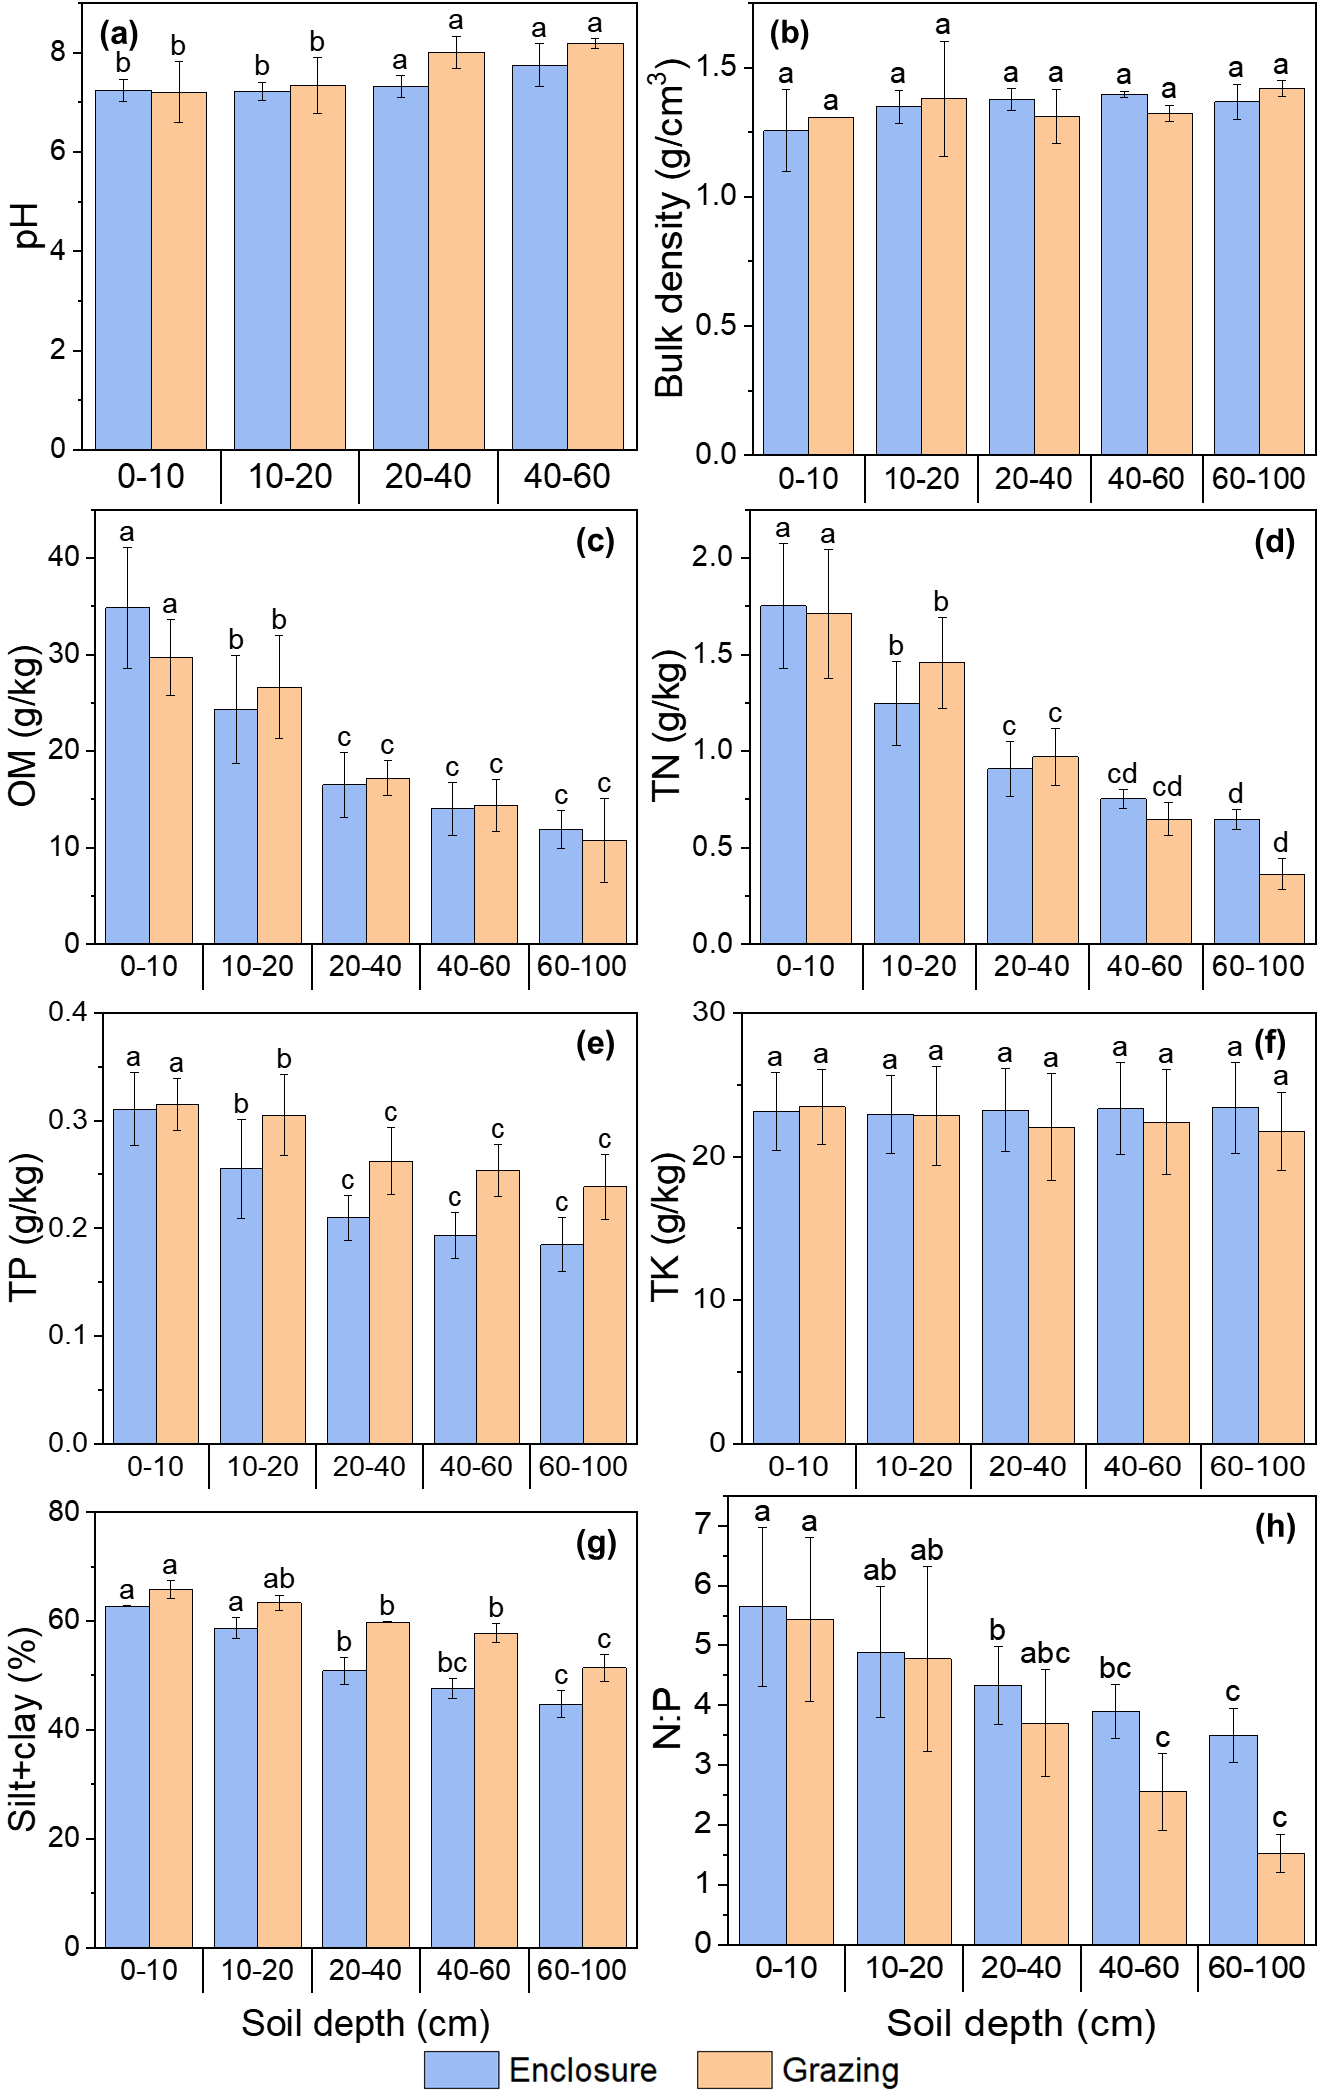 (a)
pH
8
6
4
2
0
b b b b a a a a
0-10 10-20 20-40 40-60
(b)
Bulk density (g/cm³)
1.5
1.0
0.5
0.0
a a a a a a a a a a
0-10 10-20 20-40 40-60 60-100
(c)
OM (g/kg)
40
30
20
10
0
a a b b c c c c c c
0-10 10-20 20-40 40-60 60-100
(d)
TN (g/kg)
2.0
1.5
1.0
0.5
0.0
a a b b c c cd cd d d
0-10 10-20 20-40 40-60 60-100
(e)
TP (g/kg)
0.4
0.3
0.2
0.1
0.0
a a b b c c c c c c
0-10 10-20 20-40 40-60 60-100
(f)
TK (g/kg)
30
20
10
0
a a a a a a a a a a
0-10 10-20 20-40 40-60 60-100
(g)
Silt+clay (%)
80
60
40
20
0
a a a ab b b bc b c c
0-10 10-20 20-40 40-60 60-100
Soil depth (cm)
(h)
N:P
7
6
5
4
3
2
1
0
a a ab ab b abc bc c c c
0-10 10-20 20-40 40-60 60-100
Soil depth (cm)
Enclosure Grazing